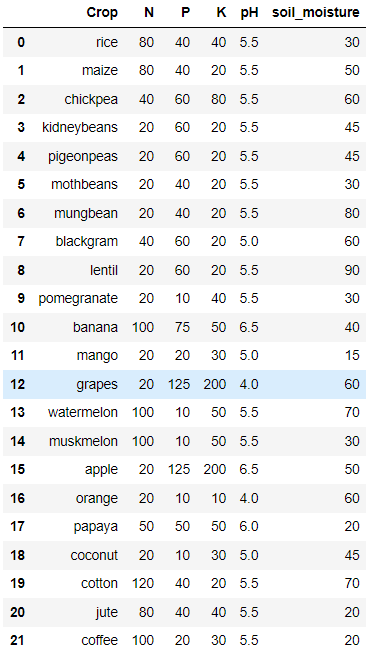 Crop N P K pH soil_moisture
0 rice 80 40 40 5.5 30
1 maize 80 40 20 5.5 50
2 chickpea 40 60 80 5.5 60
3 kidneybeans 20 60 20 5.5 45
4 pigeonpeas 20 60 20 5.5 45
5 mothbeans 20 40 20 5.5 30
6 mungbean 20 40 20 5.5 80
7 blackgram 40 60 20 5.0 60
8 lentil 20 60 20 5.5 90
9 pomegranate 20 10 40 5.5 30
10 banana 100 75 50 6.5 40
11 mango 20 20 30 5.0 15
12 grapes 20 125 200 4.0 60
13 watermelon 100 10 50 5.5 70
14 muskmelon 100 10 50 5.5 30
15 apple 20 125 200 6.5 50
16 orange 20 10 10 4.0 60
17 papaya 50 50 50 6.0 20
18 coconut 20 10 30 5.0 45
19 cotton 120 40 20 5.5 70
20 jute 80 40 40 5.5 20
21 coffee 100 20 30 5.5 20